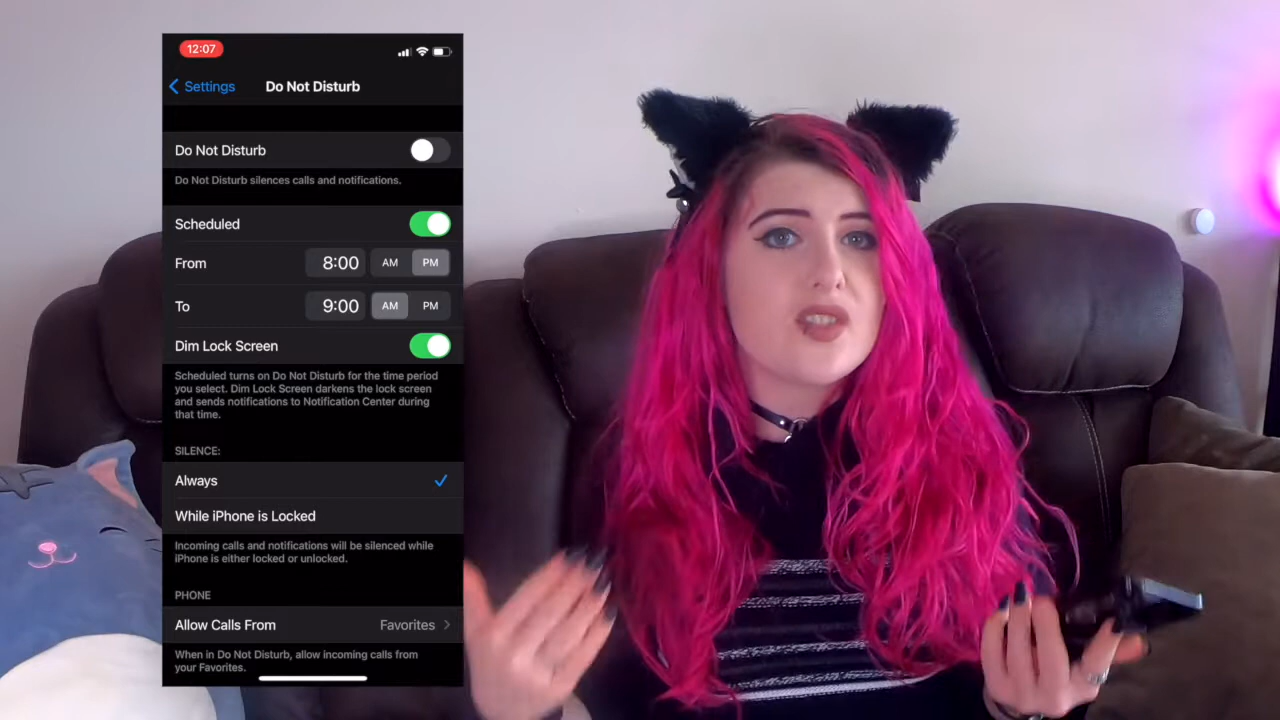 12:07
Settings
Do Not Disturb
Do Not Disturb
Do Not Disturb silences calls and notifications.
Scheduled
From 8:00 AM PM
To 9:00 AM PM
Dim Lock Screen
Scheduled turns on Do Not Disturb for the time period
you select. Dim Lock Screen darkens the lock screen
and sends notifications to Notification Center during
that time.
SILENCE:
Always
While iPhone is Locked
Incoming calls and notifications will be silenced while
iPhone is either locked or unlocked.
PHONE
Allow Calls From Favorites
When in Do Not Disturb, allow incoming calls from
your Favorites.